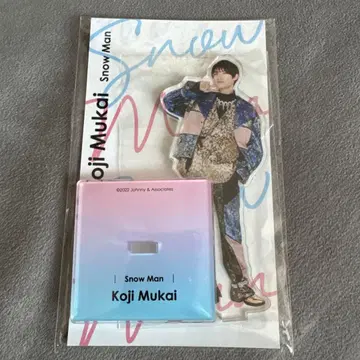 Snow
Man
Koji Mukai Snow Man
©2022 Johnny & Associates
| Snow Man |
Koji Mukai